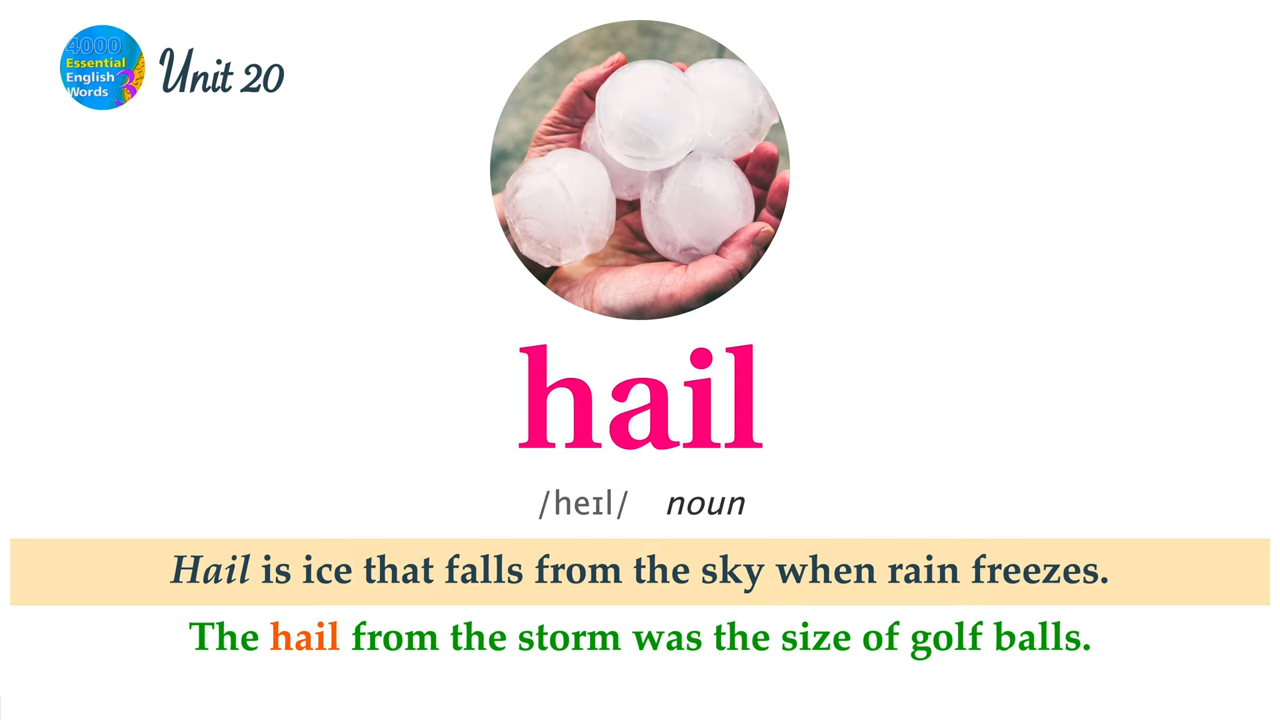 4000
Essential
English
Words 3
Unit 20
hail
/heɪl/ noun
Hail is ice that falls from the sky when rain freezes.
The hail from the storm was the size of golf balls.